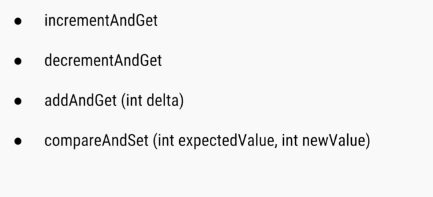 ● incrementAndGet
● decrementAndGet
● addAndGet (int delta)
● compareAndSet (int expectedValue, int newValue)